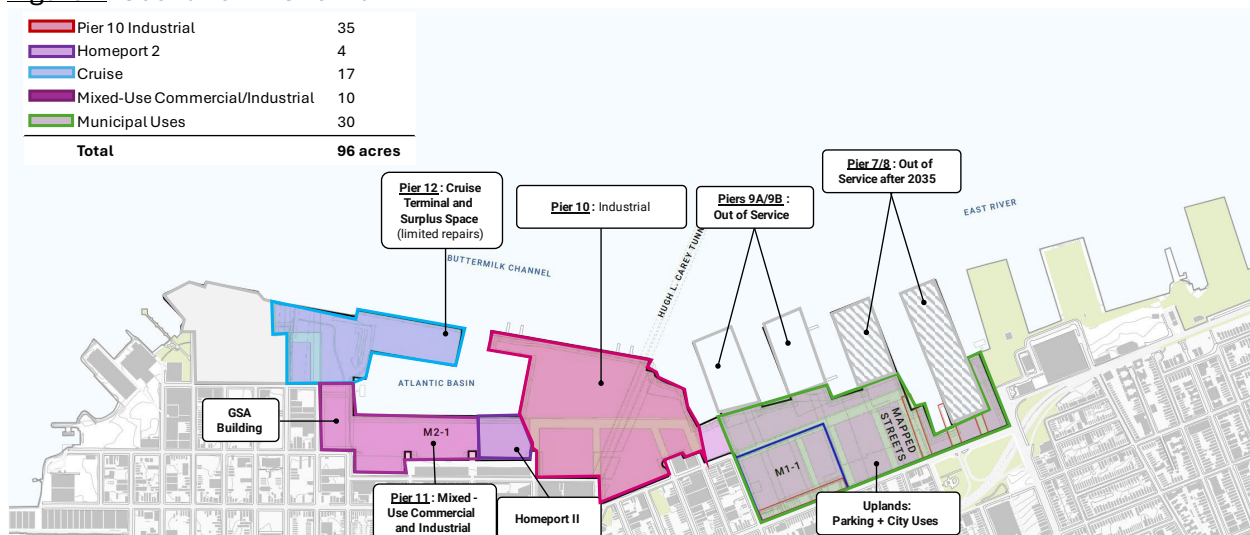 Pier 10 Industrial 35
Homeport 2 4
Cruise 17
Mixed-Use Commercial/Industrial 10
Municipal Uses 30
Total 96 acres
Pier 12 : Cruise
Terminal and
Surplus Space
(limited repairs)
Pier 10 : Industrial
Piers 9A/9B :
Out of Service
Pier 7/8 : Out of
Service after 2035
EAST RIVER
BUTTERMILK CHANNEL
HUGH L. CAREY TUNN
ATLANTIC BASIN
GSA
Building
M2-1
MAPPED
STREETS
M1-1
Pier 11 : Mixed -
Use Commercial
and Industrial
Homeport II
Uplands:
Parking + City Uses